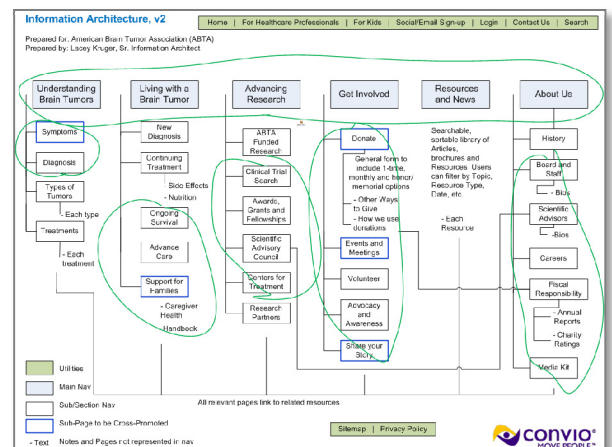 Information Architecture, v2
Home | For Healthcare Professionals | For Kids | Social/Email Sign-up | Login | Contact Us | Search
Prepared for: American Brain Tumor Association (ABTA)
Prepared by: Lacey Kruger, Sr. Information Architect
Understanding
Brain Tumors
Living with a
Brain Tumor
Advancing
Research
Get Involved
Resources
and News
About Us
Symptoms
Diagnosis
Types of
Tumors
- Each type
Treatments
- Each
treatment
New
Diagnosis
Continuing
Treatment
Side Effects
- Nutrition
Ongoing
Survival
Advance
Care
Support for
Families
- Caregiver
Health
Handbook
ABTA
Funded
Research
Clinical Trial
Search
Awards,
Grants and
Fellowships
Scientific
Advisory
Council
Centers for
Treatment
Research
Partners
Donate
General form to
include 1-time,
monthly and honor/
memorial options
- Other Ways
to Give
- How we use
donations
Events and
Meetings
Volunteer
Advocacy
and
Awareness
Share your
Story
Searchable,
sortable library of
Articles,
brochures and
Resources. Users
can filter by Topic,
Resource Type,
Date, etc.
- Each
Resource
History
Board and
Staff
- Bios
Scientific
Advisors
-Bios
Careers
Fiscal
Responsibility
- Annual
Reports
- Charity
Ratings
Media Kit
All relevant pages link to related resources
Utilities
Main Nav
Sub/Section Nav
Sub-Page to be Cross-Promoted
- Text Notes and Pages not represented in nav
Sitemap | Privacy Policy
CONVIO
MOVE PEOPLE™